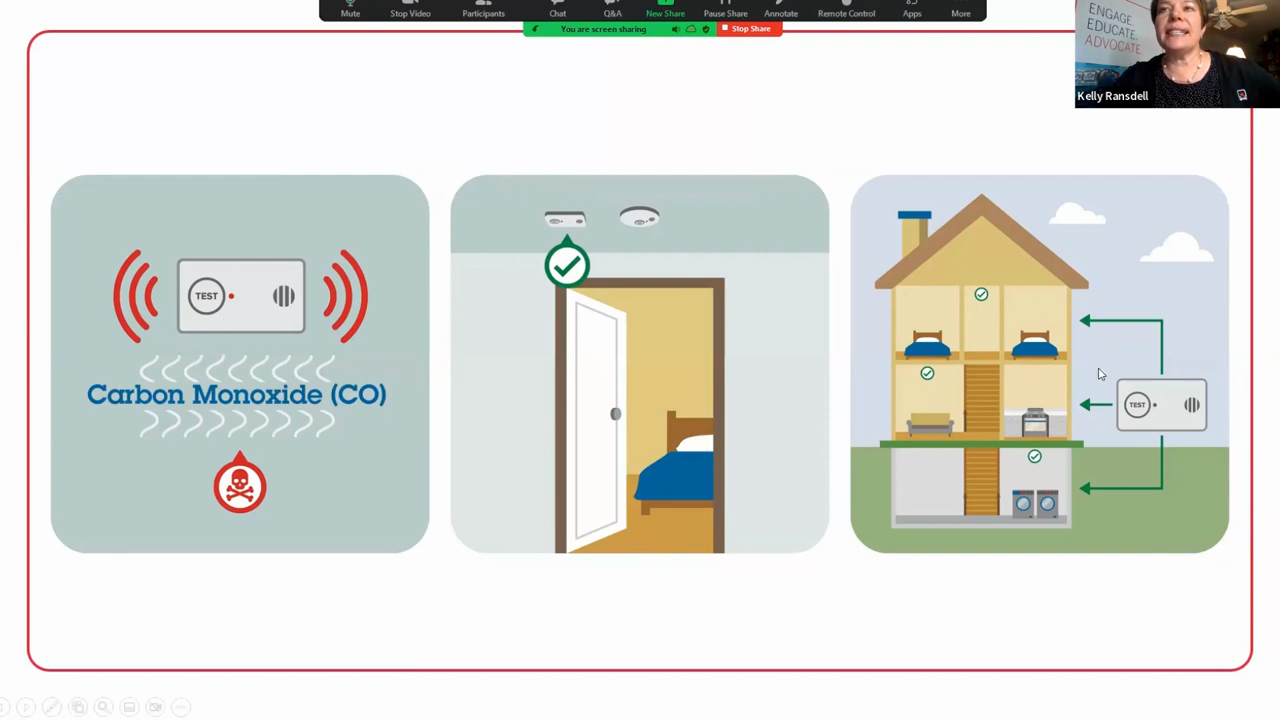 Mute
Stop Video
Participants
Chat
Q&A
New Share
Pause Share
Annotate
Remote Control
Apps
More
You are screen sharing
Stop Share
ENGAGE.
EDUCATE.
ADVOCATE.
Kelly Ransdell
TEST
Carbon Monoxide (CO)
TEST